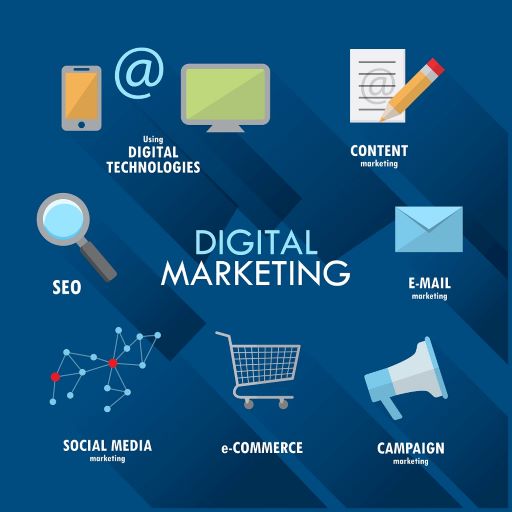 @
Using
DIGITAL
TECHNOLOGIES
@
CONTENT
marketing
SEO
DIGITAL
MARKETING
E-MAIL
marketing
SOCIAL MEDIA
marketing
e-COMMERCE
CAMPAIGN
marketing